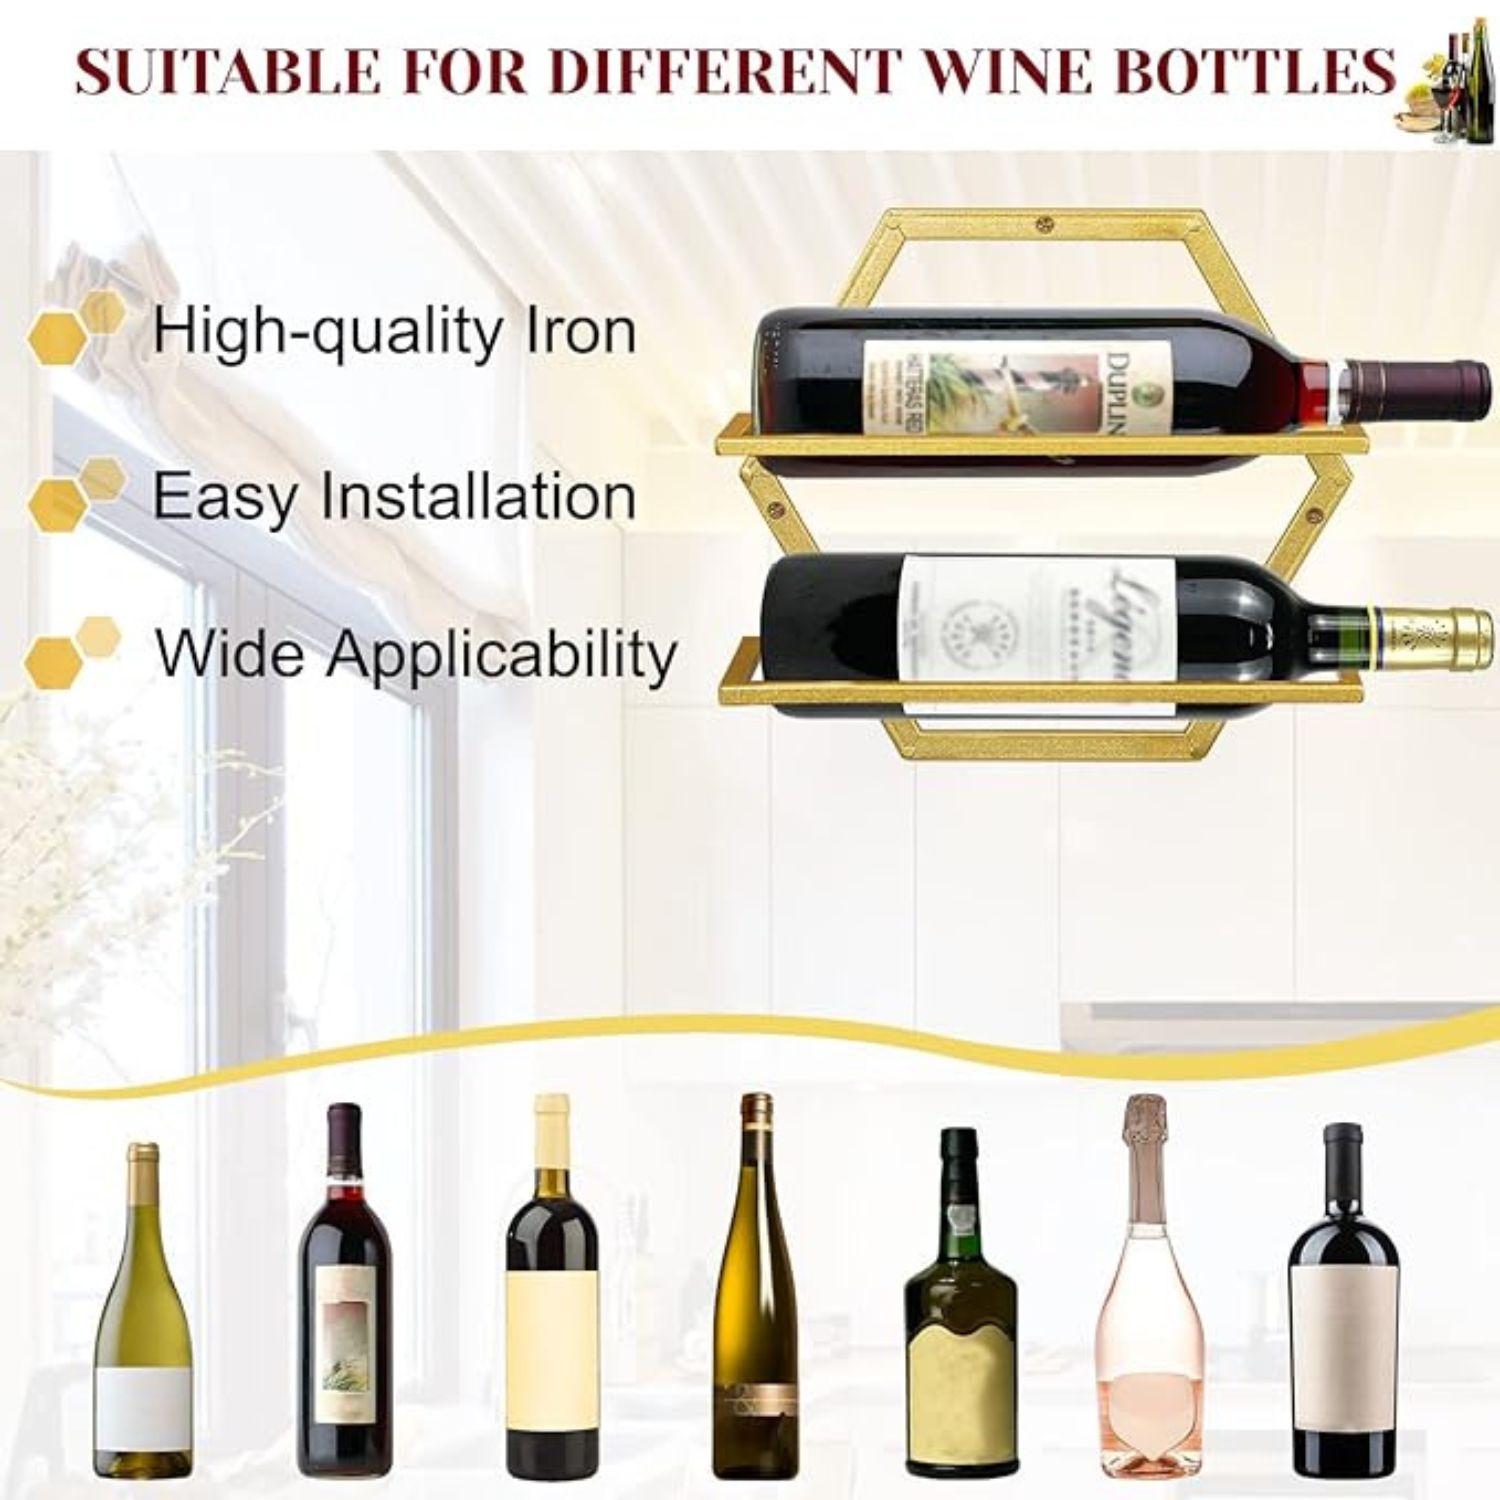 SUITABLE FOR DIFFERENT WINE BOTTLES
High-quality Iron
Easy Installation
Wide Applicability
DUPLIN
HATTERAS RED